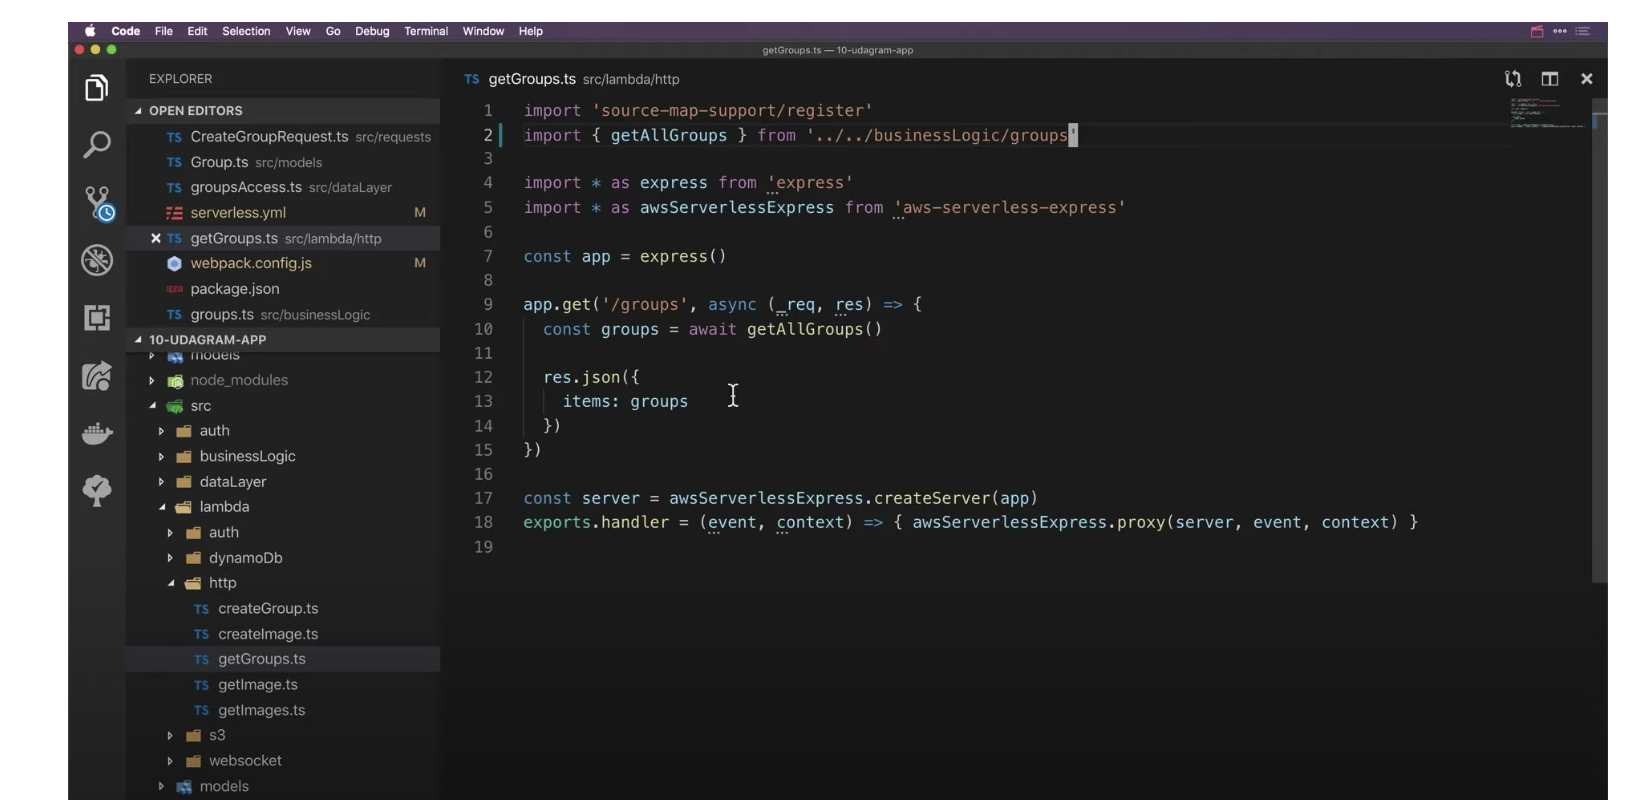 Code File Edit Selection View Go Debug Terminal Window Help
getGroups.ts — 10-udagram-app
EXPLORER
OPEN EDITORS
TS CreateGroupRequest.ts src/requests
TS Group.ts src/models
TS groupsAccess.ts src/dataLayer
serverless.yml M
TS getGroups.ts src/lambda/http
webpack.config.js M
package.json
TS groups.ts src/businessLogic
10-UDAGRAM-APP
models
node_modules
src
auth
businessLogic
dataLayer
lambda
auth
dynamoDb
http
TS createGroup.ts
TS createImage.ts
TS getGroups.ts
TS getImage.ts
TS getImages.ts
s3
websocket
models
TS getGroups.ts src/lambda/http
1 import 'source-map-support/register'
2 import { getAllGroups } from '../../businessLogic/groups'
3
4 import * as express from 'express'
5 import * as awsServerlessExpress from 'aws-serverless-express'
6
7 const app = express()
8
9 app.get('/groups', async (_req, res) => {
10 const groups = await getAllGroups()
11
12 res.json({
13 items: groups
14 })
15 })
16
17 const server = awsServerlessExpress.createServer(app)
18 exports.handler = (event, context) => { awsServerlessExpress.proxy(server, event, context) }
19